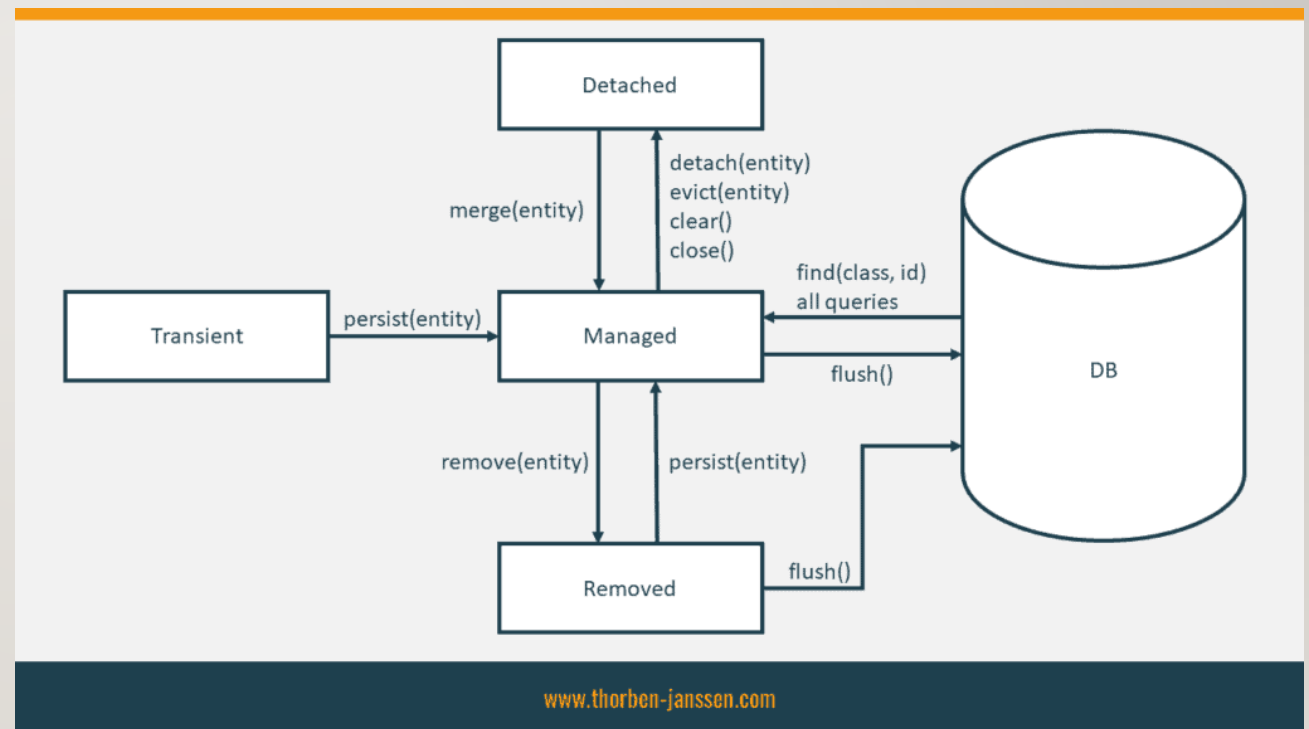 Detached
detach(entity)
evict(entity)
clear()
close()
merge(entity)
find(class, id)
all queries
Transient
persist(entity)
Managed
flush()
DB
remove(entity)
persist(entity)
Removed
flush()
www.thorben-janssen.com